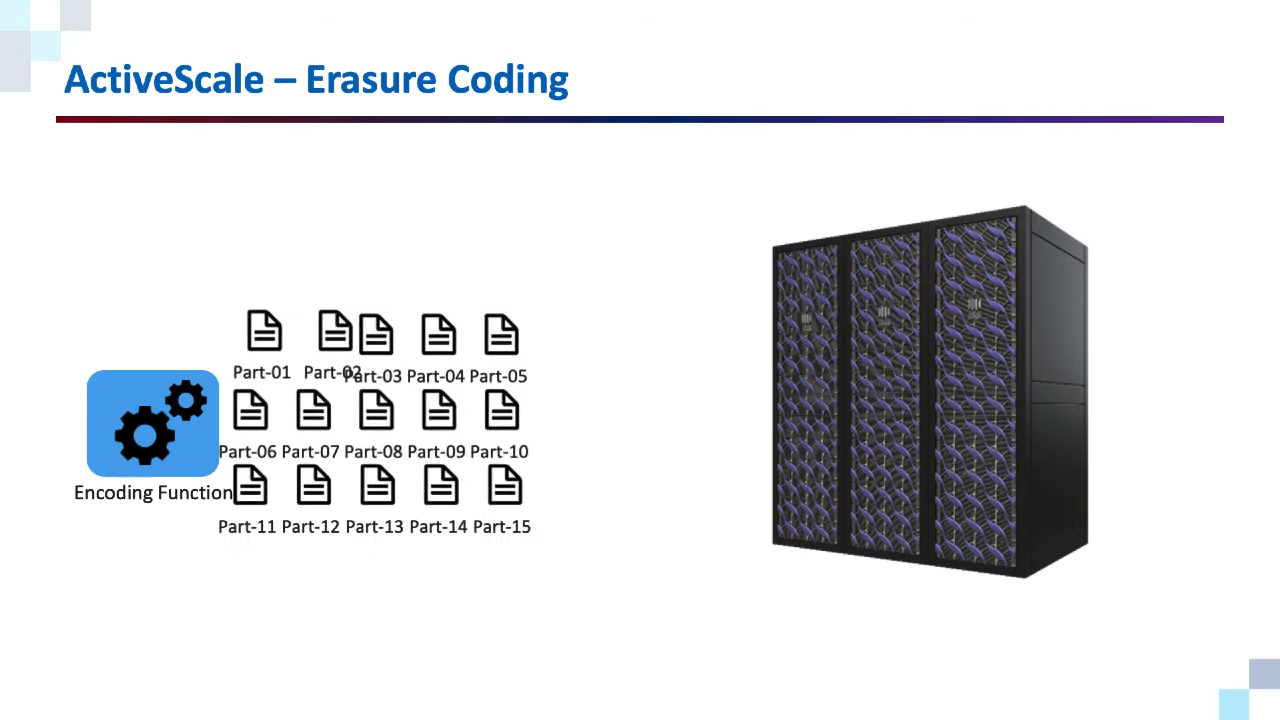 ActiveScale – Erasure Coding
Part-01 Part-02 Part-03 Part-04 Part-05
Part-06 Part-07 Part-08 Part-09 Part-10
Encoding Function
Part-11 Part-12 Part-13 Part-14 Part-15